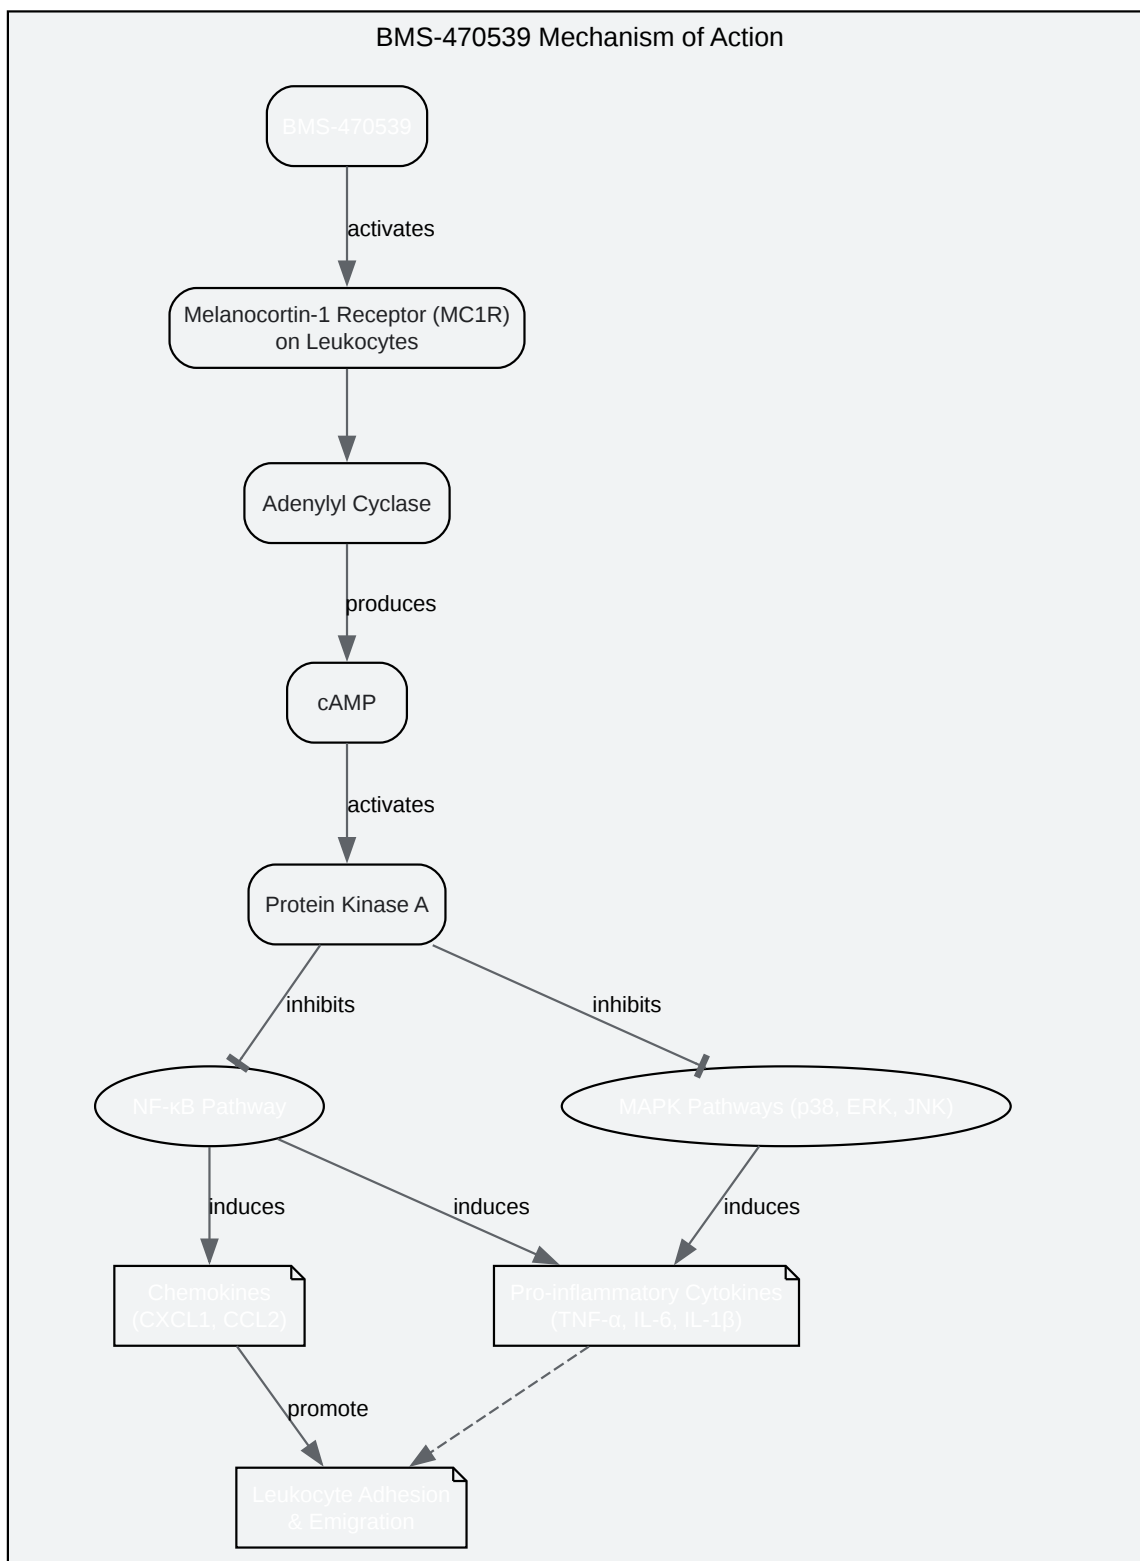 BMS-470539 Mechanism of Action
BMS-470539
activates
Melanocortin-1 Receptor (MC1R)
on Leukocytes
Adenylyl Cyclase
produces
cAMP
activates
Protein Kinase A
inhibits
inhibits
NF-κB Pathway
MAPK Pathways (p38, ERK, JNK)
induces
induces
induces
Chemokines
(CXCL1, CCL2)
Pro-inflammatory Cytokines
(TNF-α, IL-6, IL-1β)
promote
Leukocyte Adhesion
& Emigration